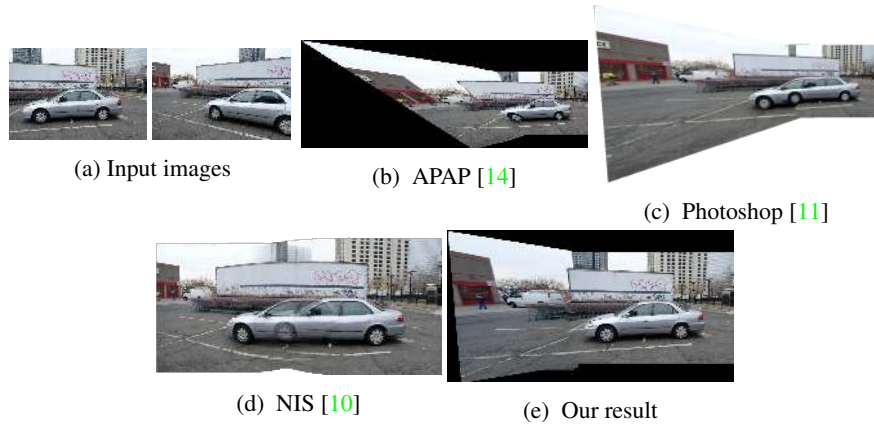 (a) Input images
(b) APAP [14]
(c) Photoshop [11]
(d) NIS [10]
(e) Our result